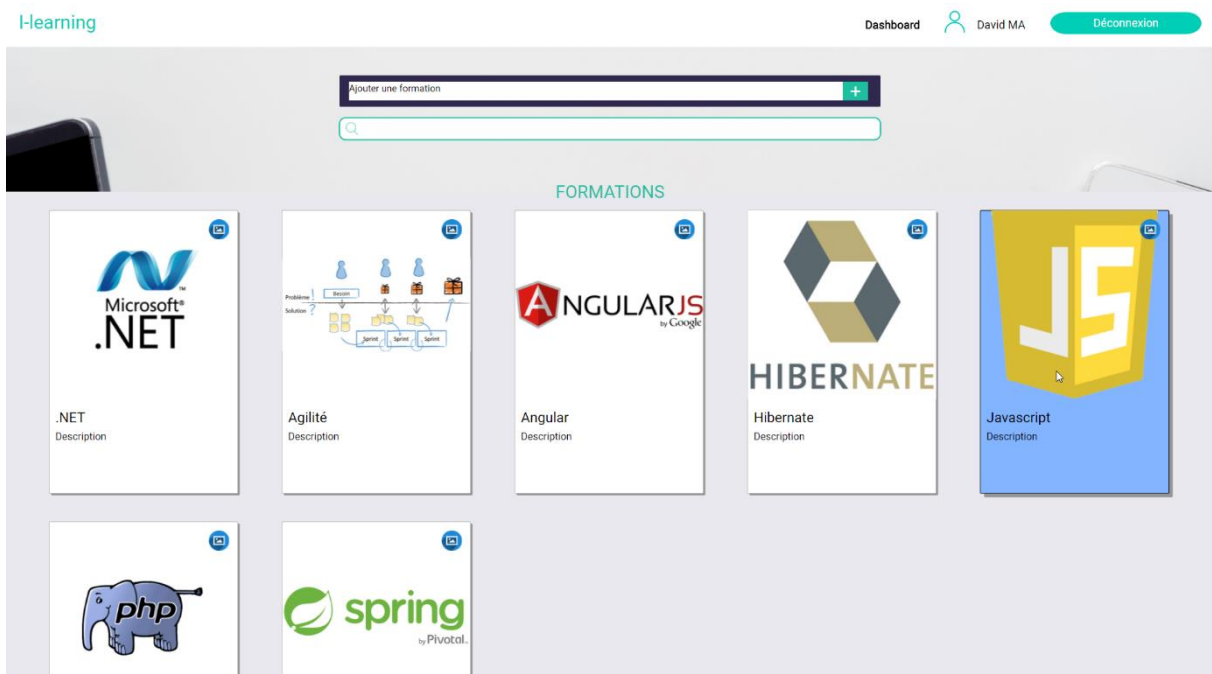 I-learning
Dashboard
David MA
Déconnexion
Ajouter une formation
+
FORMATIONS
Microsoft®
.NET
.NET
Description
Problème !
Besoin
Solution ?
Sprint
Sprint
Sprint
Agilité
Description
ANGULARJS
by Google
Angular
Description
HIBERNATE
Hibernate
Description
JS
Javascript
Description
php
spring
by Pivotal.